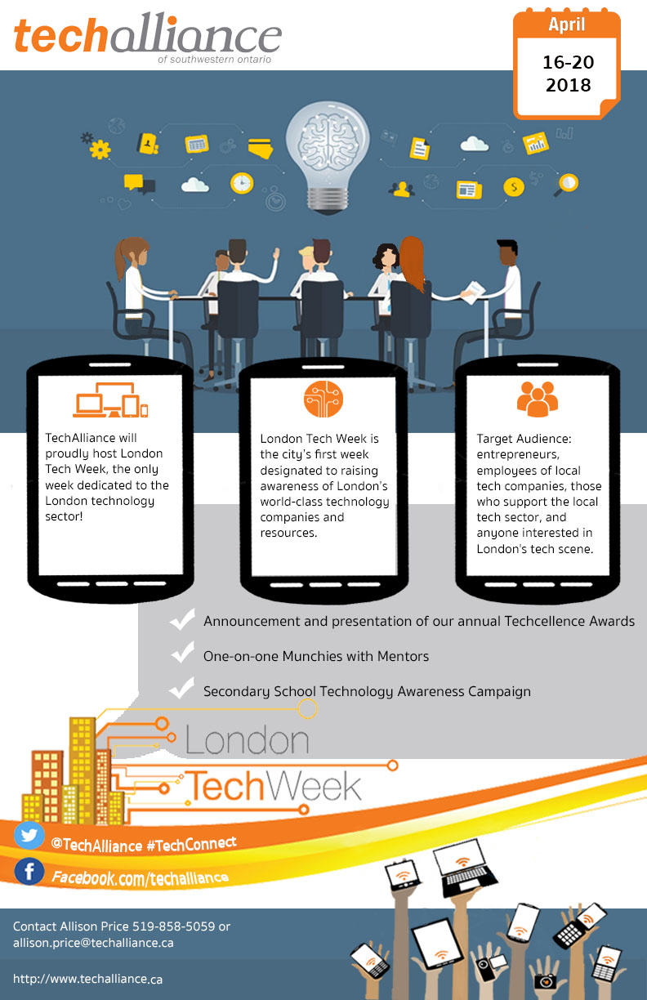 techalliance
of southwestern ontario
April
16-20
2018
TechAlliance will
proudly host London
Tech Week, the only
week dedicated to the
London technology
sector!
London Tech Week is
the city's first week
designated to raising
awareness of London's
world-class technology
companies and
resources.
Target Audience:
entrepreneurs,
employees of local
tech companies, those
who support the local
tech sector, and
anyone interested in
London's tech scene.
Announcement and presentation of our annual Techcellence Awards
One-on-one Munchies with Mentors
Secondary School Technology Awareness Campaign
London
TechWeek
@TechAlliance #TechConnect
Facebook.com/techalliance
Contact Allison Price 519-858-5059 or
allison.price@techalliance.ca
http://www.techalliance.ca